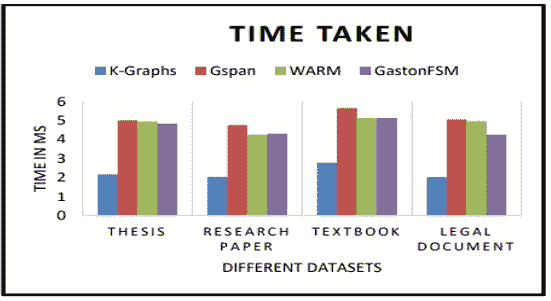 TIME TAKEN
K-Graphs Gspan WARM GastonFSM
6
5
4
3
2
1
0
TIME IN MS
THESIS RESEARCH PAPER TEXTBOOK LEGAL DOCUMENT
DIFFERENT DATASETS